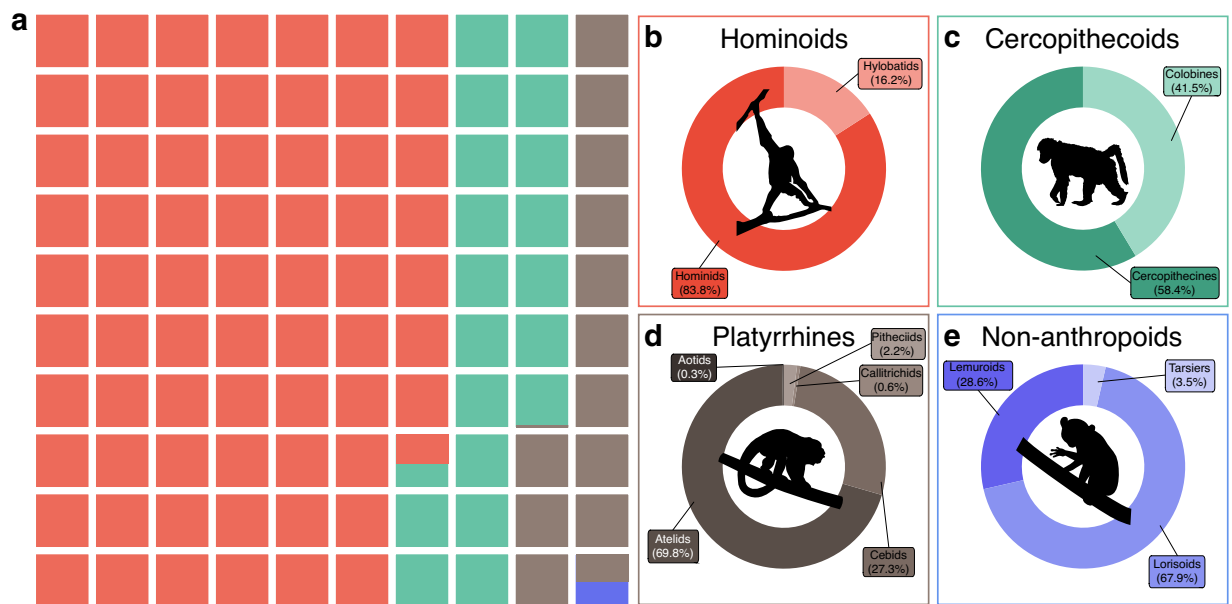 a
b Hominoids
Hylobatids
(16.2%)
Hominids
(83.8%)
c Cercopithecoids
Colobines
(41.5%)
Cercopithecines
(58.4%)
d Platyrrhines
Pitheciids
(2.2%)
Aotids
(0.3%)
Callitrichids
(0.6%)
Atelids
(69.8%)
Cebids
(27.3%)
e Non-anthropoids
Lemuroids
(28.6%)
Tarsiers
(3.5%)
Lorisoids
(67.9%)